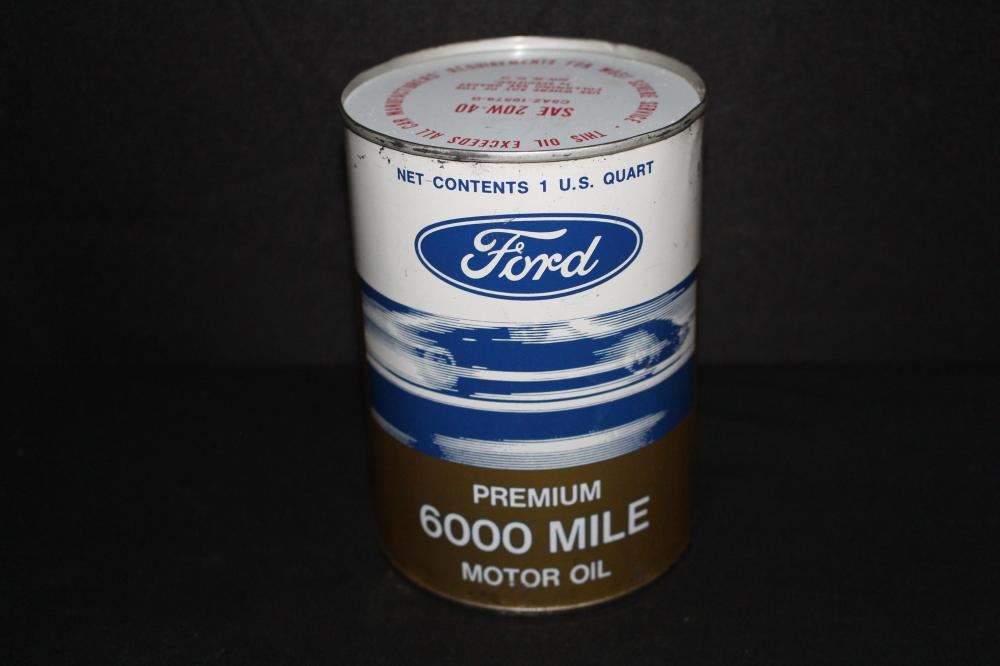 THIS OIL EXCEEDS ALL CAR MANUFACTURERS' REQUIREMENTS FOR MOST SEVERE SERVICE •
SAE 20W-40
NET CONTENTS 1 U.S. QUART
Ford
PREMIUM
6000 MILE
MOTOR OIL